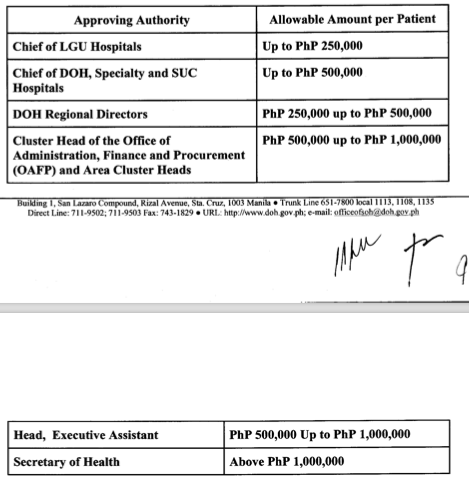 Approving Authority Allowable Amount per Patient
Chief of LGU Hospitals Up to PhP 250,000
Chief of DOH, Specialty and SUC Up to PhP 500,000
Hospitals
DOH Regional Directors PhP 250,000 up to PhP 500,000
Cluster Head of the Office of PhP 500,000 up to PhP 1,000,000
Administration, Finance and Procurement
(OAFP) and Area Cluster Heads
Building 1, San Lazaro Compound, Rizal Avenue, Sta. Cruz, 1003 Manila ● Trunk Line 651-7800 local 1113, 1108, 1135
Direct Line: 711-9502; 711-9503 Fax: 743-1829 ● URL: http://www.doh.gov.ph; e-mail: officeofsoh@doh.gov.ph
Head, Executive Assistant PhP 500,000 Up to PhP 1,000,000
Secretary of Health Above PhP 1,000,000